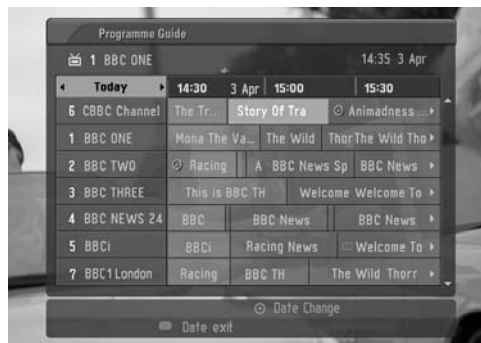 Programme Guide
1 BBC ONE 14:35 3 Apr
Today 14:30 3 Apr 15:00 15:30
6 CBBC Channel The Tr... Story Of Tra Animadness ...
1 BBC ONE Mona The Va... The Wild ThorThe Wild Tho
2 BBC TWO Racing A BBC News Sp BBC News
3 BBC THREE This is BBC TH Welcome Welcome To
4 BBC NEWS 24 BBC BBC News BBC News
5 BBCi BBCi Racing News Welcome To
7 BBC1 London Racing BBC TH The Wild Thorr
Date Change
Date exit